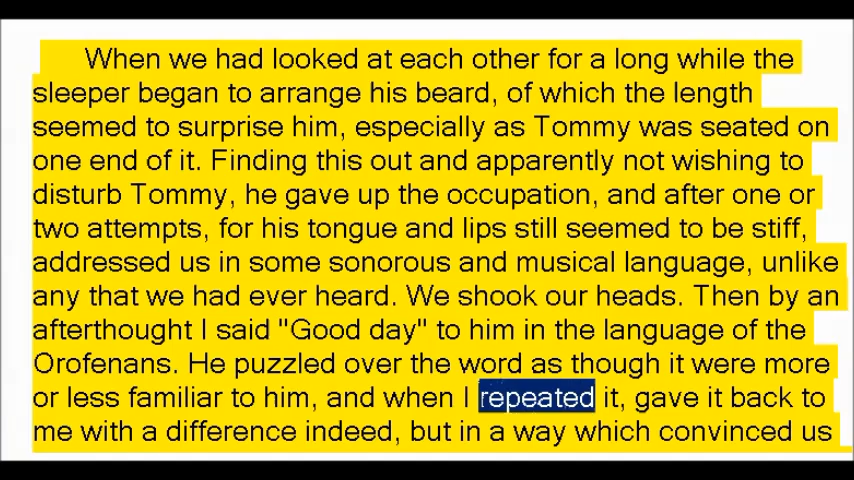 When we had looked at each other for a long while the
sleeper began to arrange his beard, of which the length
seemed to surprise him, especially as Tommy was seated on
one end of it. Finding this out and apparently not wishing to
disturb Tommy, he gave up the occupation, and after one or
two attempts, for his tongue and lips still seemed to be stiff,
addressed us in some sonorous and musical language, unlike
any that we had ever heard. We shook our heads. Then by an
afterthought I said "Good day" to him in the language of the
Orofenans. He puzzled over the word as though it were more
or less familiar to him, and when I repeated it, gave it back to
me with a difference indeed, but in a way which convinced us